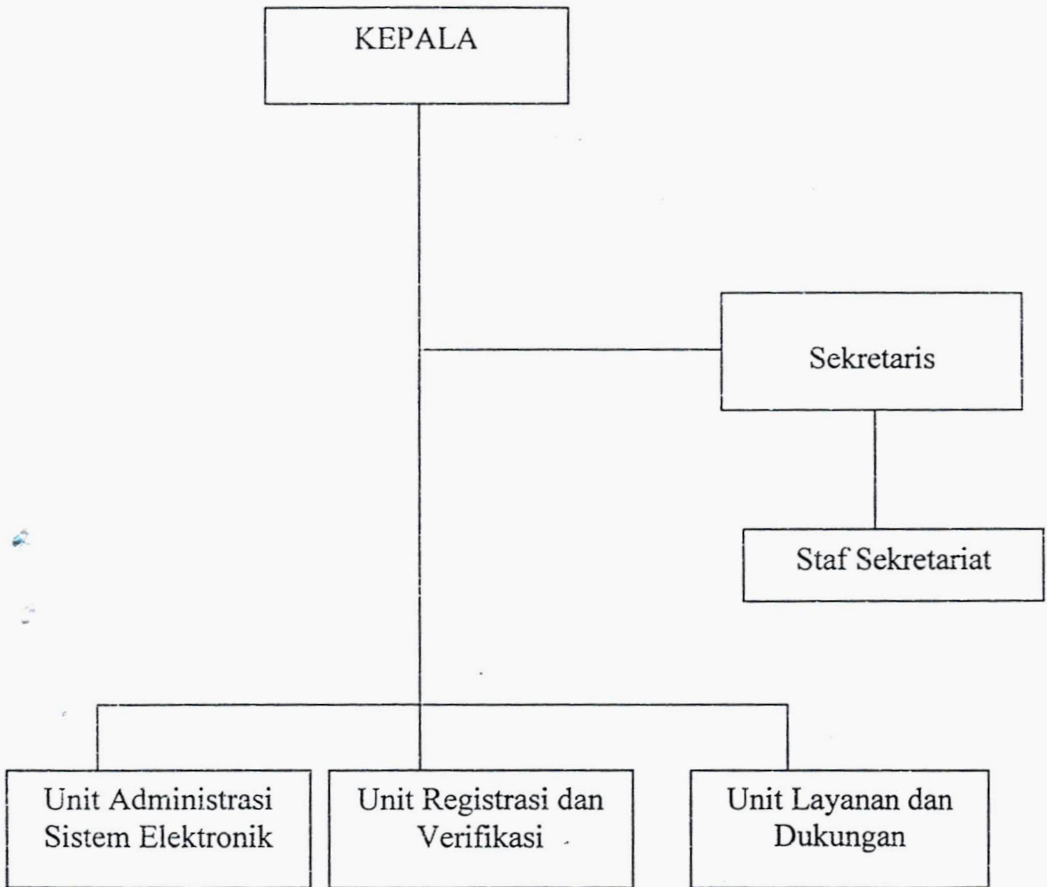 KEPALA
Sekretaris
Staf Sekretariat
Unit Administrasi
Sistem Elektronik
Unit Registrasi dan
Verifikasi
Unit Layanan dan
Dukungan